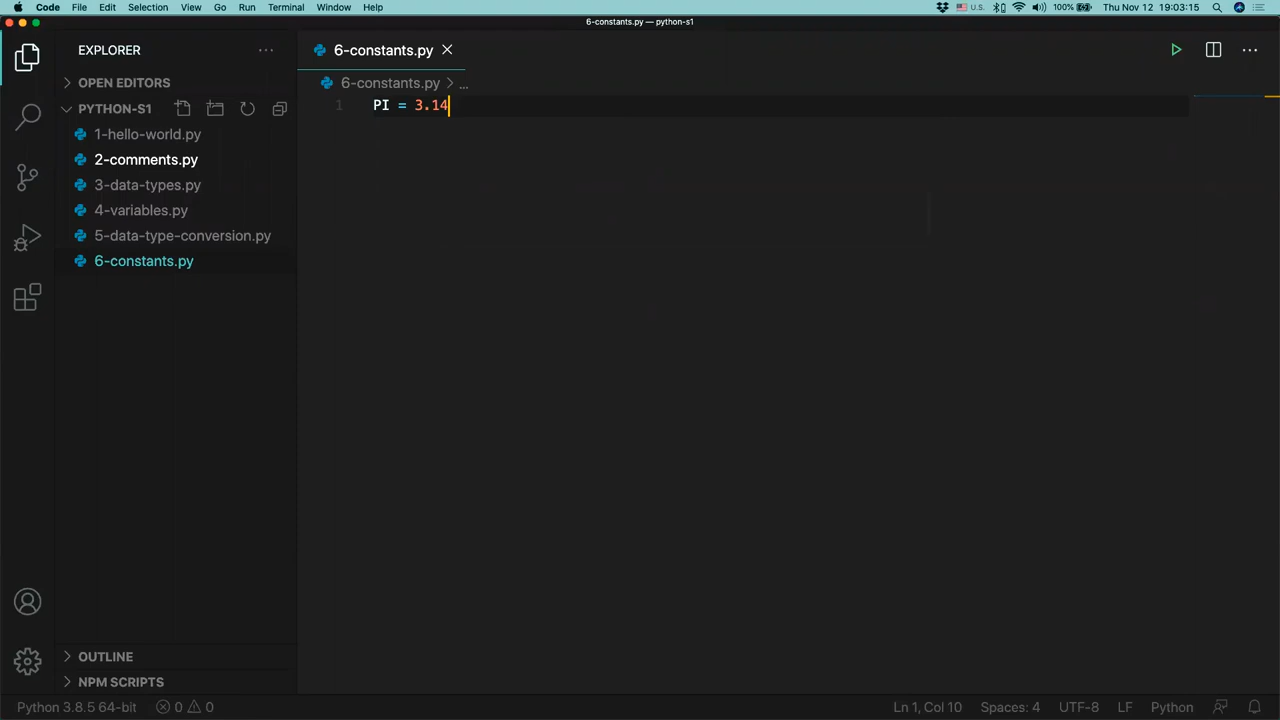 Code File Edit Selection View Go Run Terminal Window Help U.S. 100% Thu Nov 12 19:03:15
6-constants.py — python-s1
EXPLORER
6-constants.py
OPEN EDITORS
6-constants.py > ...
PYTHON-S1
1 PI = 3.14
1-hello-world.py
2-comments.py
3-data-types.py
4-variables.py
5-data-type-conversion.py
6-constants.py
OUTLINE
NPM SCRIPTS
Python 3.8.5 64-bit 0 0 Ln 1, Col 10 Spaces: 4 UTF-8 LF Python